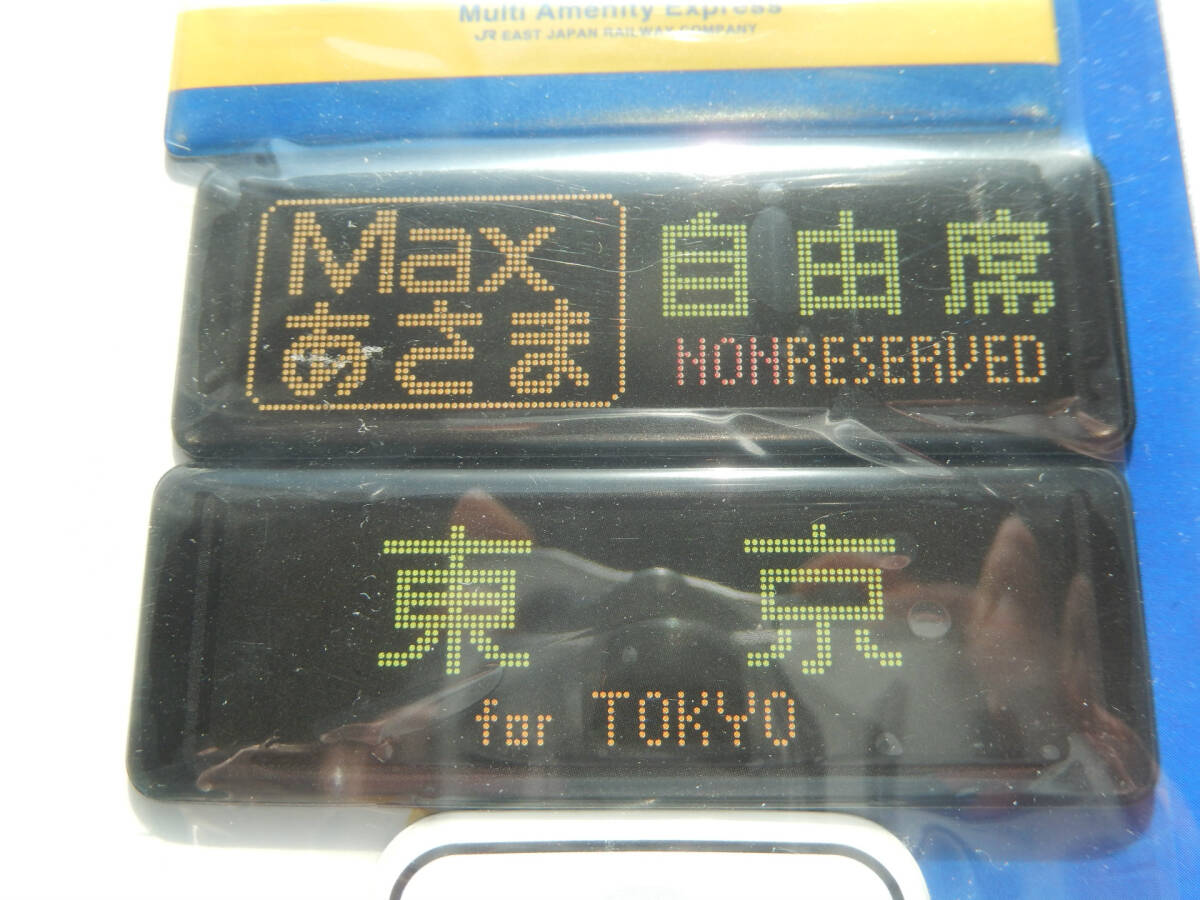 Multi Amenity Express
JR EAST JAPAN RAILWAY COMPANY
Max
あさま
自由席
NONRESERVED
東京
for TOKYO